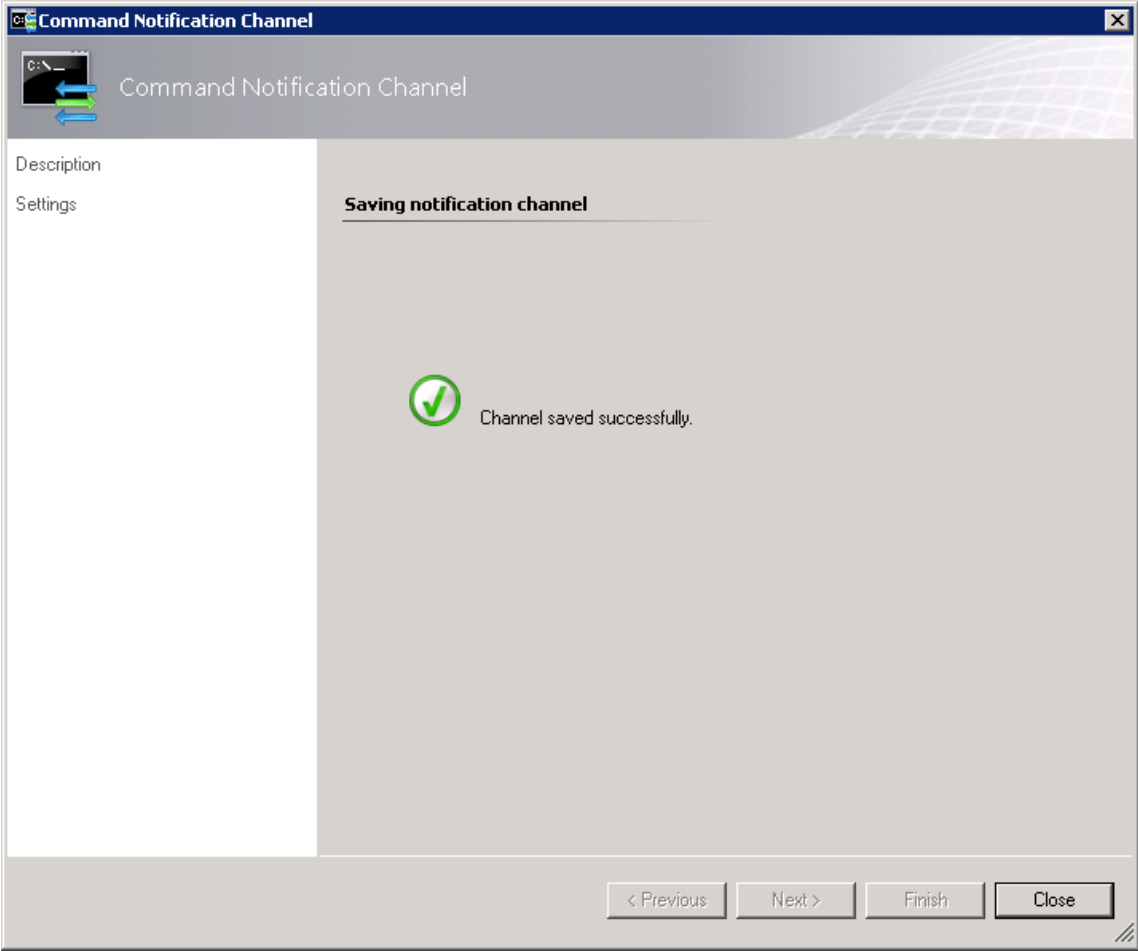 Command Notification Channel
C:\_
Command Notification Channel
Description
Settings
Saving notification channel
Channel saved successfully.
< Previous
Next >
Finish
Close